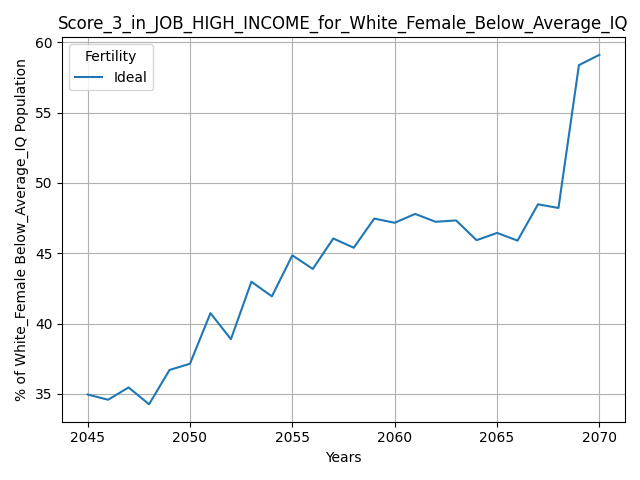 Score_3_in_JOB_HIGH_INCOME_for_White_Female_Below_Average_IQ
% of White_Female Below_Average_IQ Population
60
55
50
45
40
35
Fertility
Ideal
2045 2050 2055 2060 2065 2070
Years